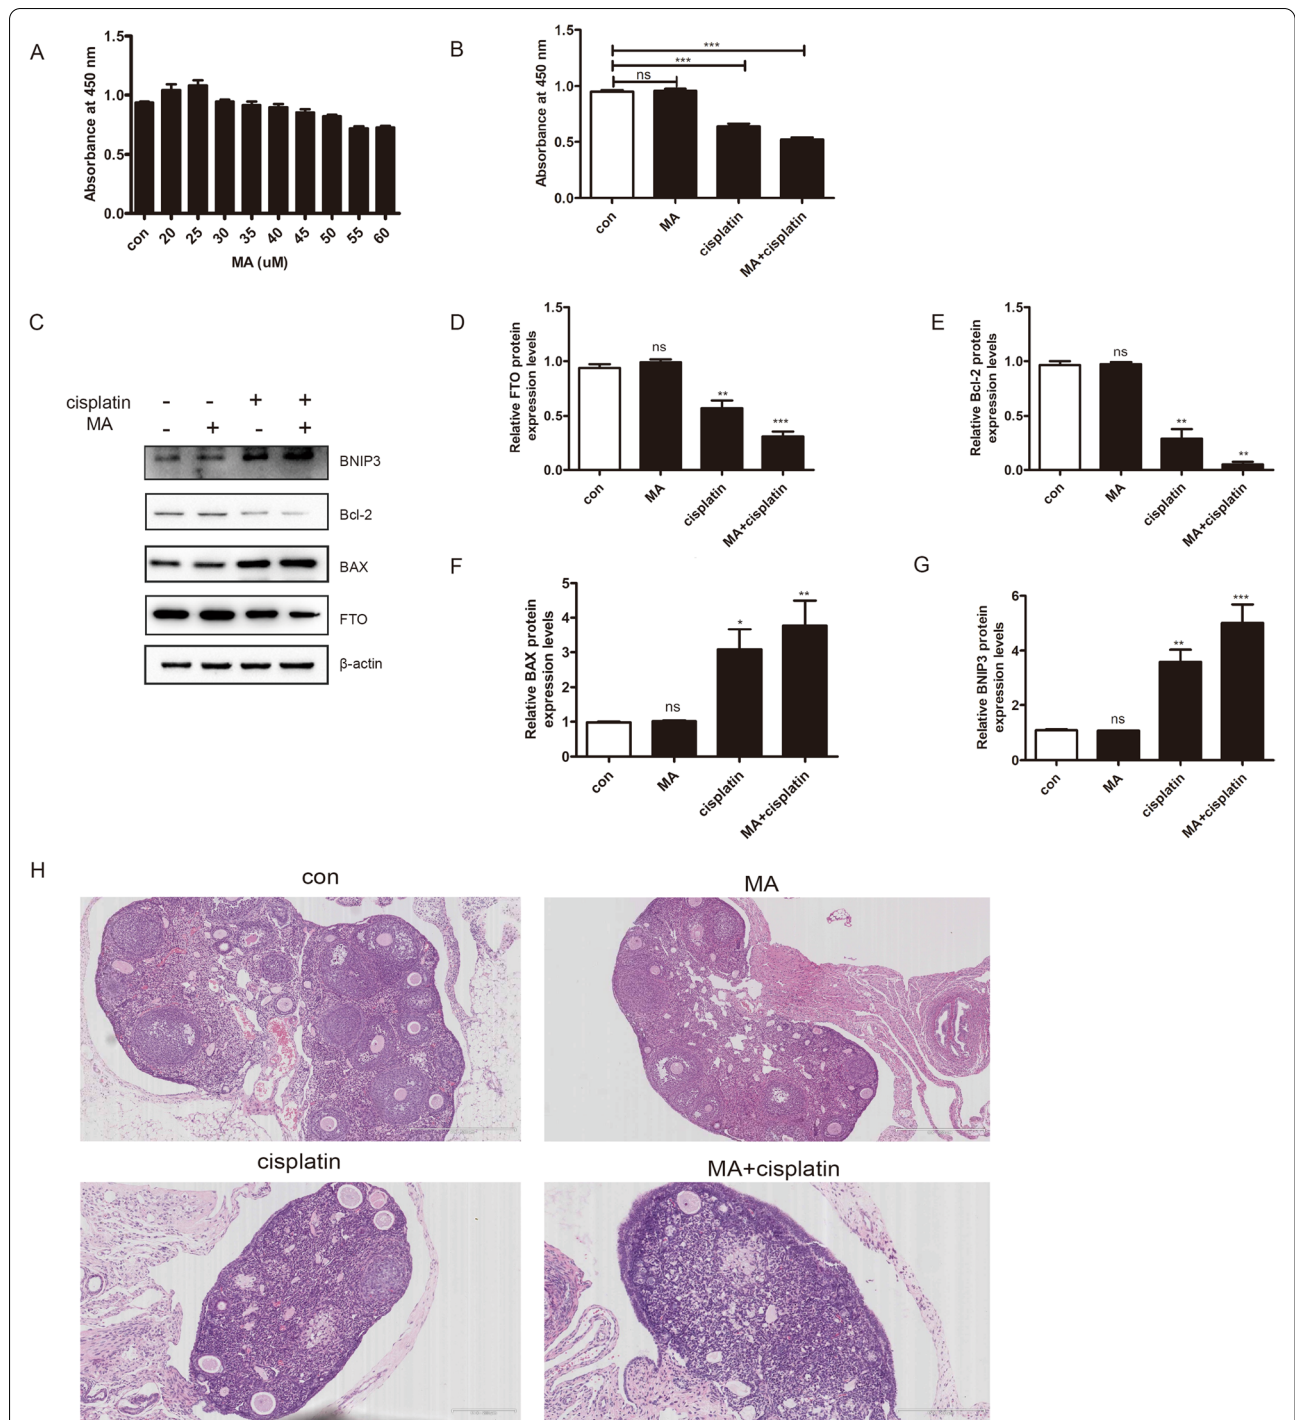 A
Absorbance at 450 nm
1.5
1.0
0.5
0.0
con 20 25 30 35 40 45 50 55 60
MA (uM)
B
Absorbance at 450 nm
1.5
1.0
0.5
0.0
***
***
ns
con MA cisplatin MA+cisplatin
C
cisplatin - - + +
MA - + - +
BNIP3
Bcl-2
BAX
FTO
β-actin
D
Relative FTO protein
expression levels
1.5
1.0
0.5
0.0
ns ** ***
con MA cisplatin MA+cisplatin
E
Relative Bcl-2 protein
expression levels
1.5
1.0
0.5
0.0
ns ** **
con MA cisplatin MA+cisplatin
F
Relative BAX protein
expression levels
5
4
3
2
1
0
ns * **
con MA cisplatin MA+cisplatin
G
Relative BNIP3 protein
expression levels
6
4
2
0
ns ** ***
con MA cisplatin MA+cisplatin
H
con
MA
cisplatin
MA+cisplatin